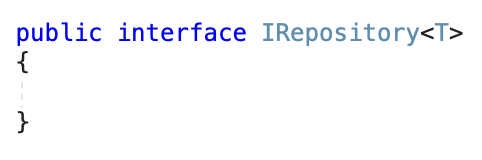 public interface IRepository<T>
{
}